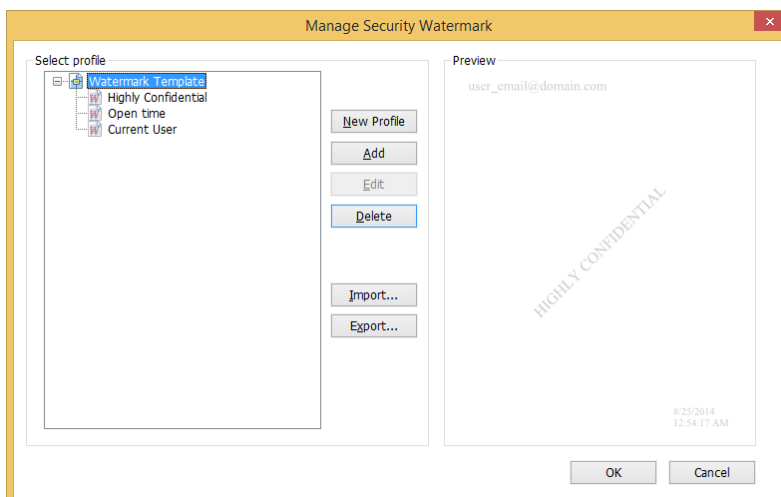 Manage Security Watermark
Select profile
Watermark Template
Highly Confidential
Open time
Current User
New Profile
Add
Edit
Delete
Import...
Export...
Preview
user_email@domain.com
HIGHLY CONFIDENTIAL
8/25/2014
12:54:17 AM
OK
Cancel